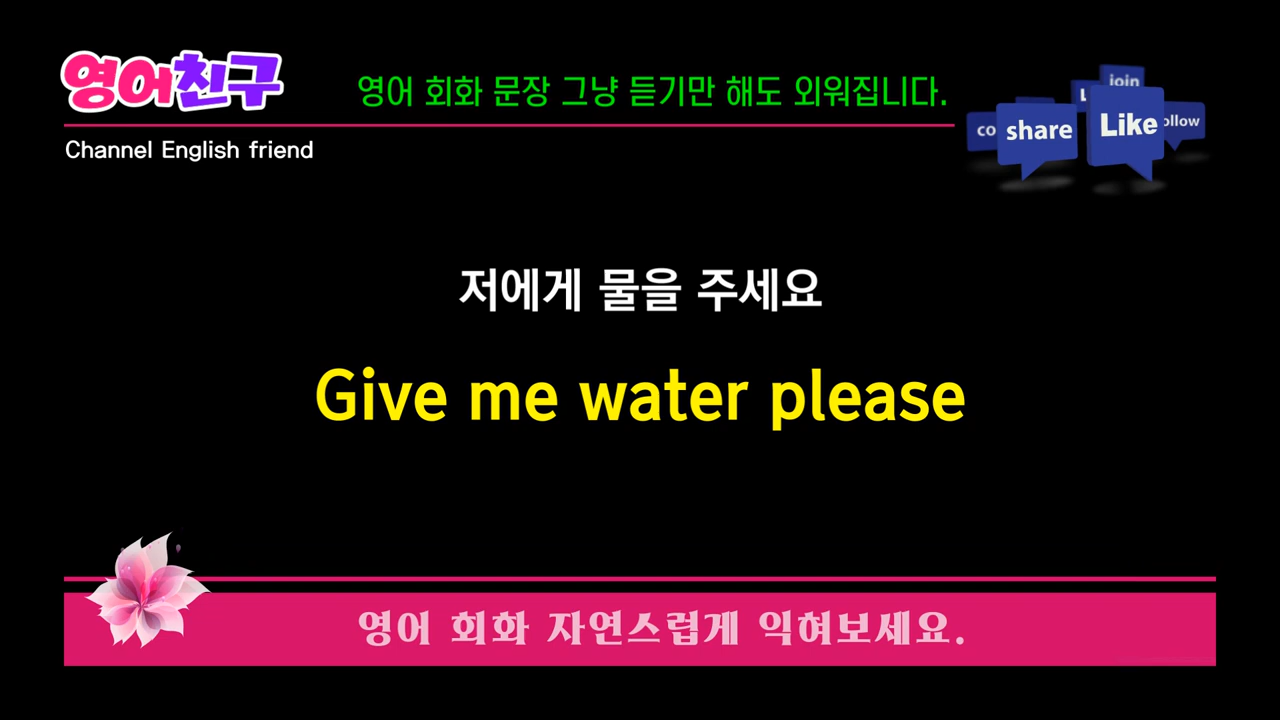 영어친구
영어 회화 문장 그냥 듣기만 해도 외워집니다.
Channel English friend
join
co share Like ollow
저에게 물을 주세요
Give me water please
영어 회화 자연스럽게 익혀보세요.